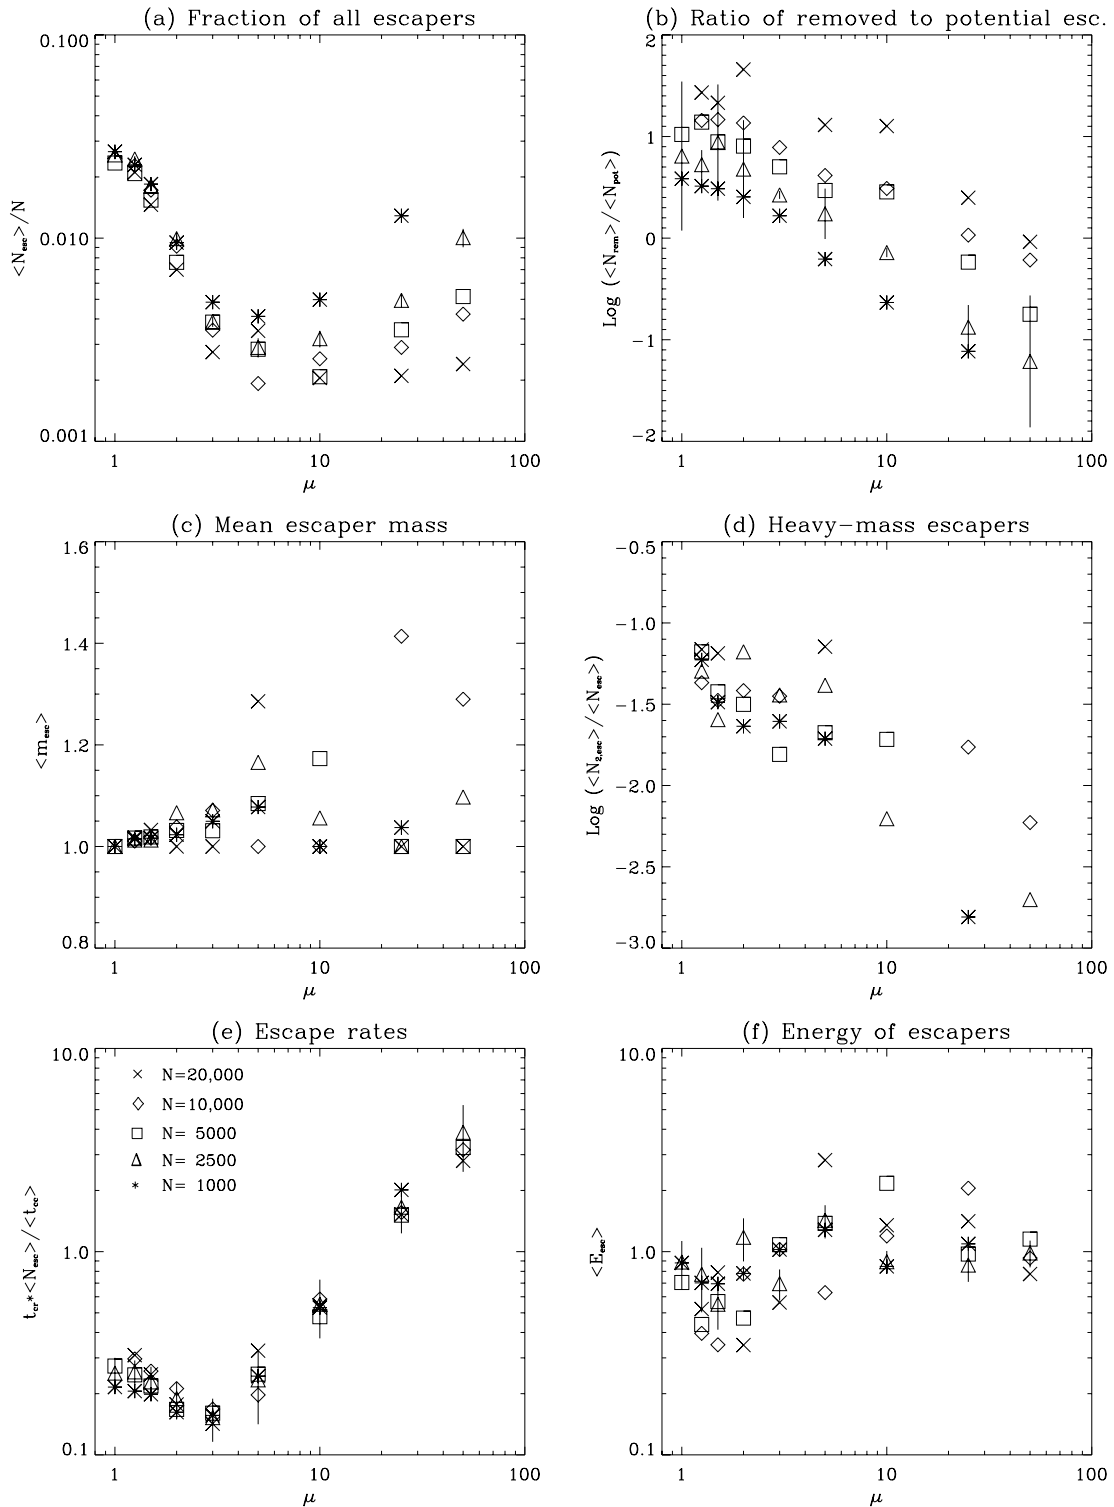 (a) Fraction of all escapers
0.100
0.010
0.001
<N_esc>/N
1 10 100
μ
(b) Ratio of removed to potential esc.
2
1
0
−1
−2
Log (<N_rem>/<N_pot>)
1 10 100
μ
(c) Mean escaper mass
1.6
1.4
1.2
1.0
0.8
<m_esc>
1 10 100
μ
(d) Heavy−mass escapers
−0.5
−1.0
−1.5
−2.0
−2.5
−3.0
Log (<N_2,esc>/<N_esc>)
1 10 100
μ
(e) Escape rates
10.0
1.0
0.1
t_cr*<N_esc>/<t_cc>
N=20,000
N=10,000
N= 5000
N= 2500
N= 1000
1 10 100
μ
(f) Energy of escapers
10.0
1.0
0.1
<E_esc>
1 10 100
μ